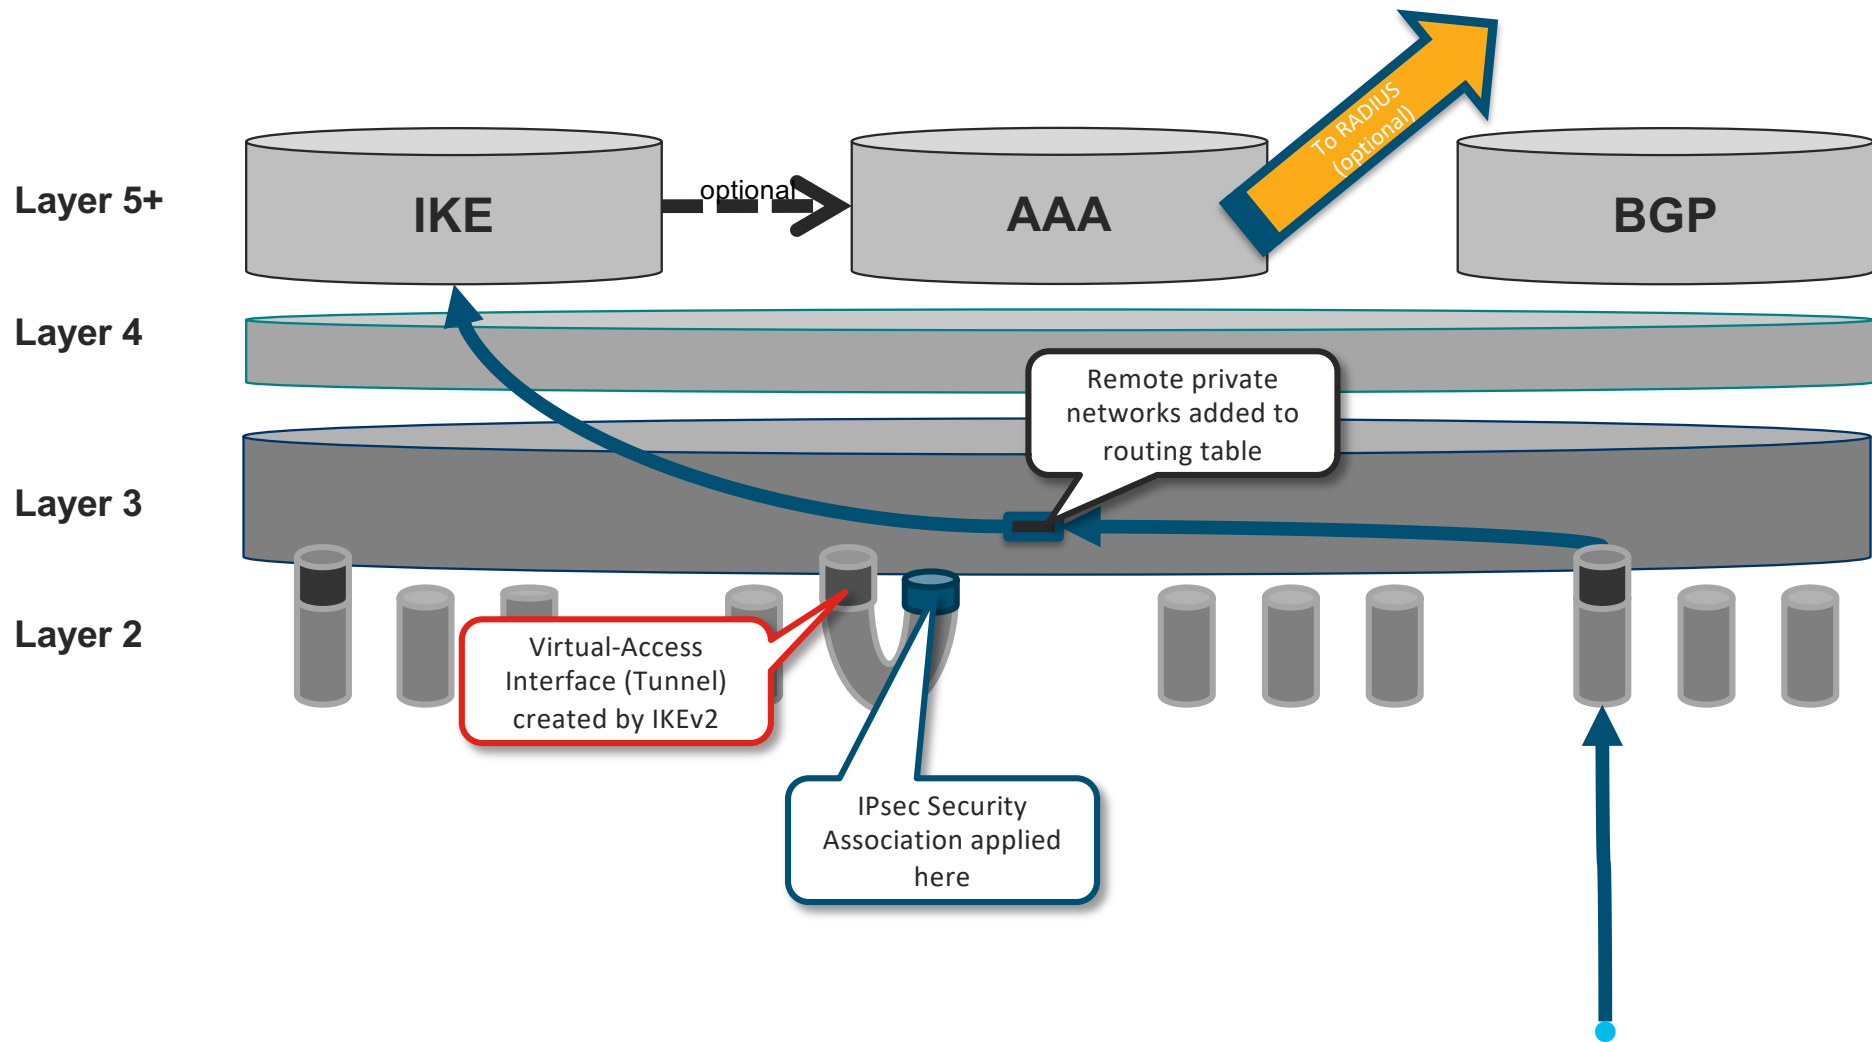 To RADIUS
(optional)
Layer 5+
IKE
optional
AAA
BGP
Layer 4
Remote private
networks added to
routing table
Layer 3
Layer 2
Virtual-Access
Interface (Tunnel)
created by IKEv2
IPsec Security
Association applied
here